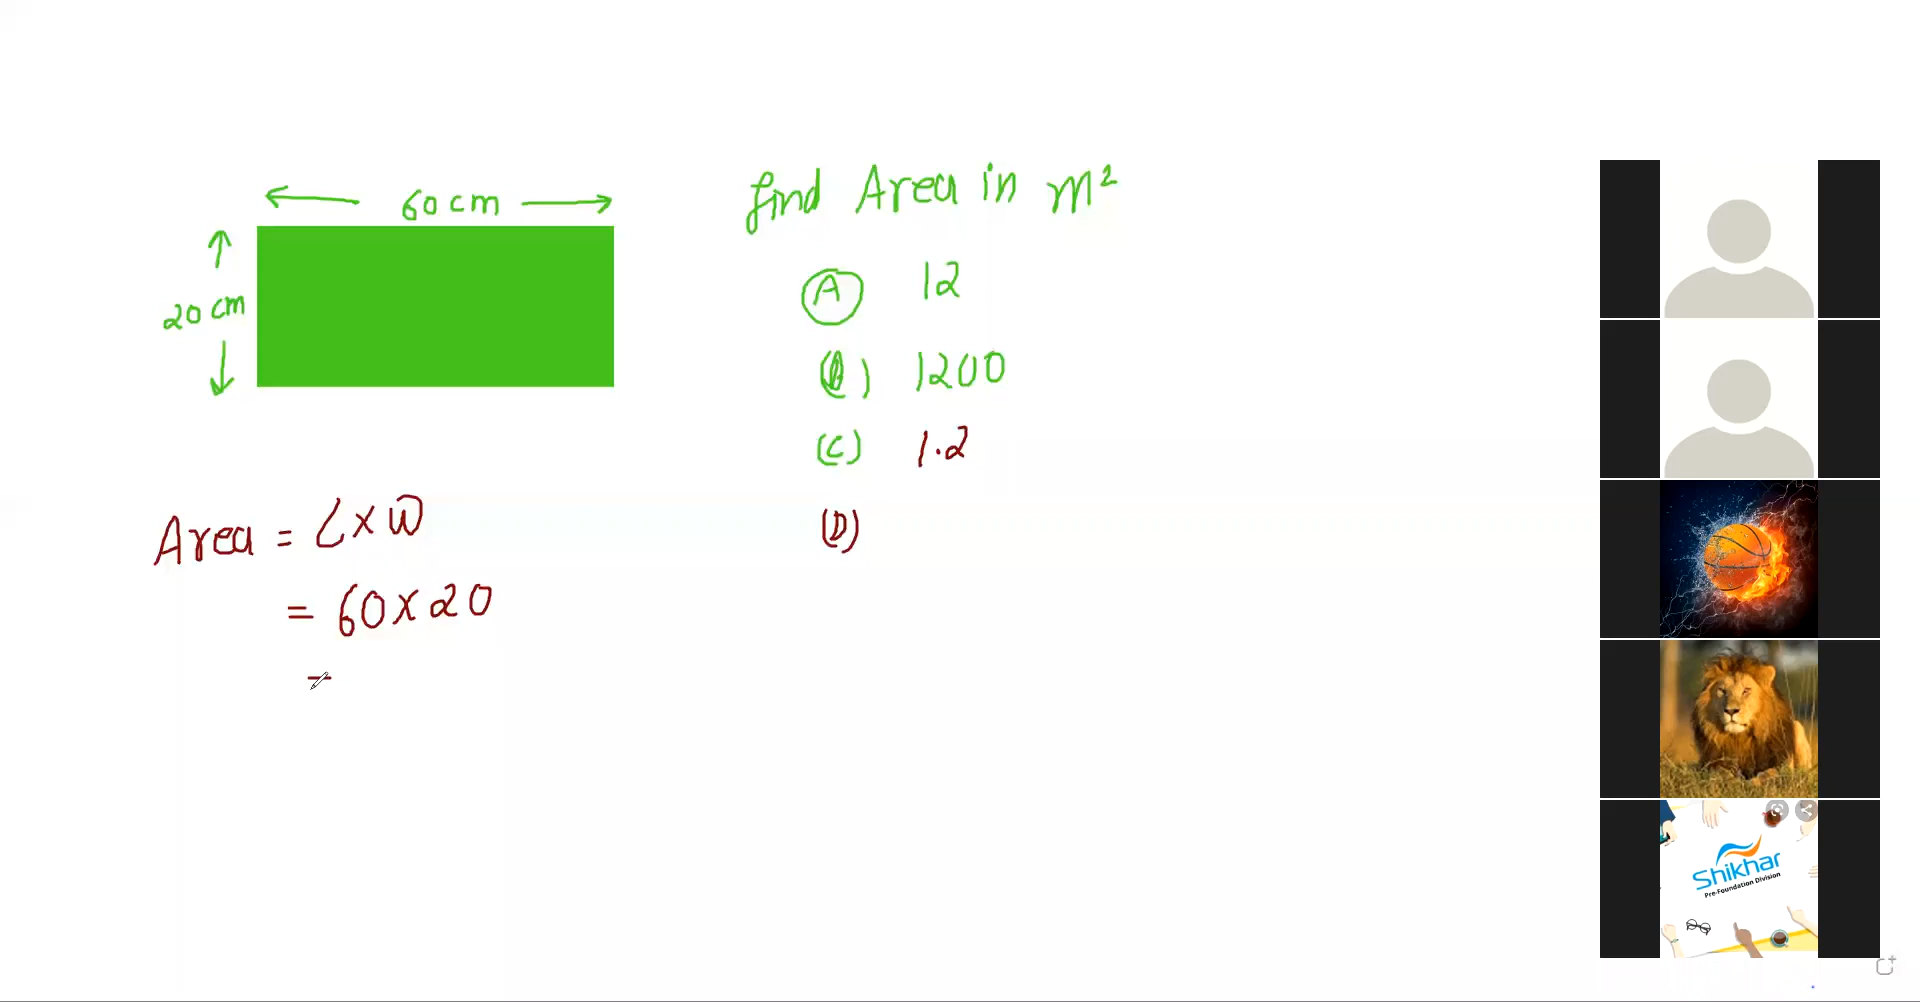 60 cm
20 cm
find Area in m²
A 12
1200
(C) 1.2
(D)
Area = L x W
= 60 x 20
=
Shikhar
Pre-Foundation Division